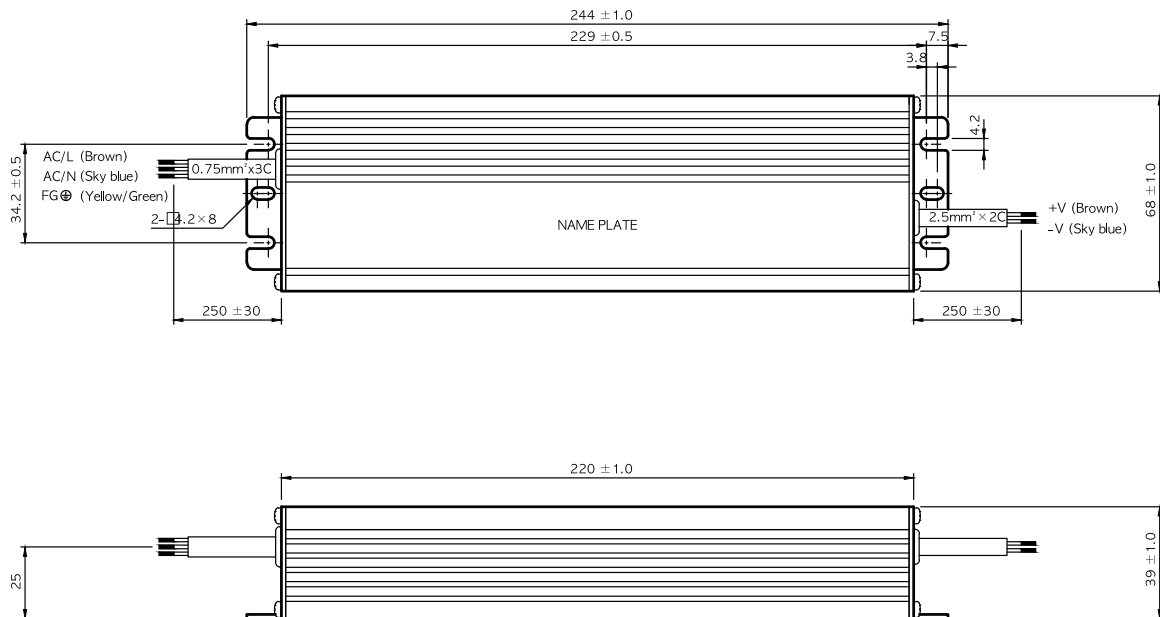 244 ±1.0
229 ±0.5
7.5
3.8
4.2
34.2 ±0.5
AC/L (Brown)
AC/N (Sky blue)
FG⏚ (Yellow/Green)
0.75mm²x3C
2-□4.2×8
NAME PLATE
2.5mm²×2C
+V (Brown)
-V (Sky blue)
68 ±1.0
250 ±30
250 ±30
220 ±1.0
25
39 ±1.0